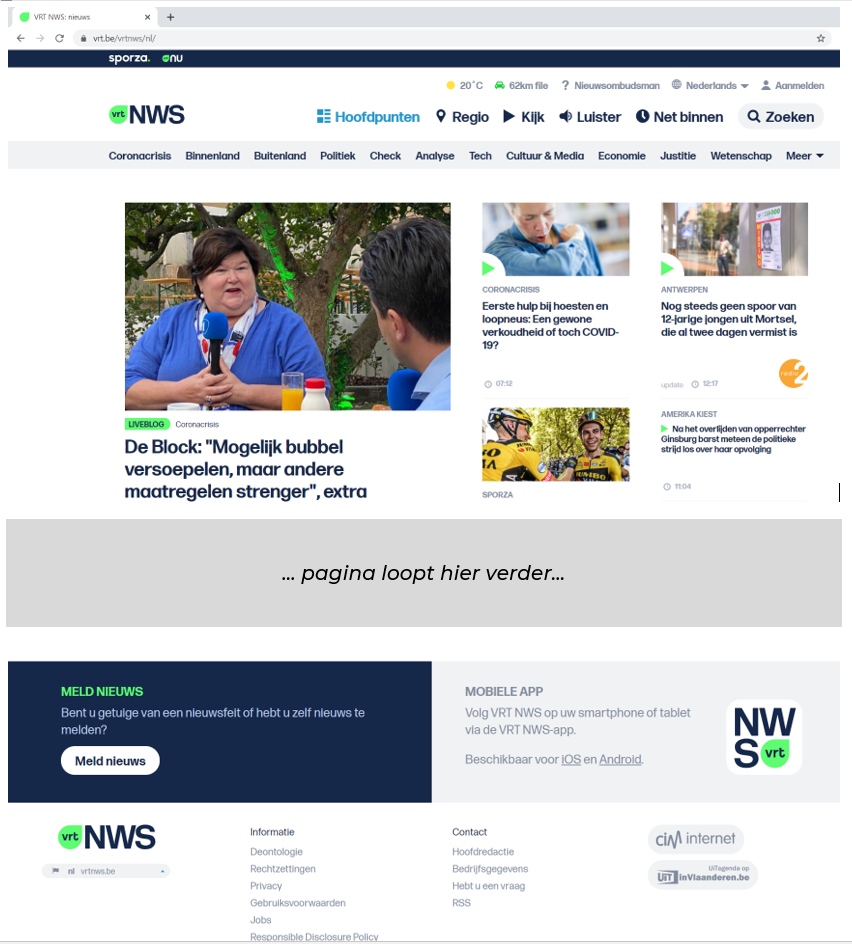 VRT NWS: nieuws
vrt.be/vrtnws/nl/
sporza. nu
20°C 62km file ? Nieuwsombudsman Nederlands Aanmelden
vrt NWS
Hoofdpunten Regio Kijk Luister Net binnen Zoeken
Coronacrisis Binnenland Buitenland Politiek Check Analyse Tech Cultuur & Media Economie Justitie Wetenschap Meer
LIVEBLOG Coronacrisis
De Block: "Mogelijk bubbel
versoepelen, maar andere
maatregelen strenger", extra
CORONACRISIS
Eerste hulp bij hoesten en
loopneus: Een gewone
verkoudheid of toch COVID-
19?
07:12
SPORZA
ANTWERPEN
Nog steeds geen spoor van
12-jarige jongen uit Mortsel,
die al twee dagen vermist is
radio 2
update 12:17
AMERIKA KIEST
Na het overlijden van opperrechter
Ginsburg barst meteen de politieke
strijd los over haar opvolging
11:04
... pagina loopt hier verder...
MELD NIEUWS
Bent u getuige van een nieuwsfeit of hebt u zelf nieuws te
melden?
Meld nieuws
MOBIELE APP
Volg VRT NWS op uw smartphone of tablet
via de VRT NWS-app.
Beschikbaar voor iOS en Android.
NW
S vrt
vrt NWS
nl vrtnws.be
Informatie
Deontologie
Rechtzettingen
Privacy
Gebruiksvoorwaarden
Jobs
Responsible Disclosure Policy
Contact
Hoofdredactie
Bedrijfsgegevens
Hebt u een vraag
RSS
CIM internet
UiTagenda op
UiTinVlaanderen.be